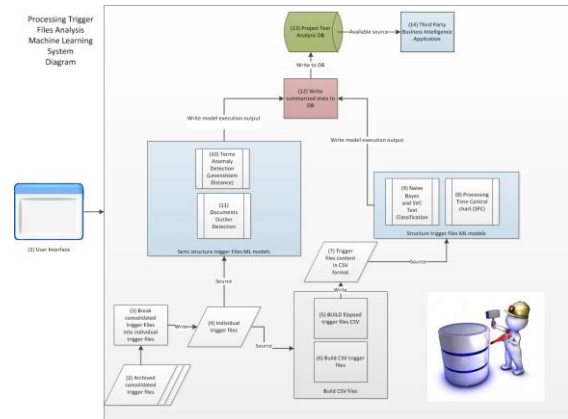 Processing Trigger
Files Analysis
Machine Learning
System
Diagram
(13) Project Text
Analysis DB
Available source
(14) Third Party
Business Intelligence
Application
Write to DB
(12) Write
summarized stats to
DB
Write model execution output
Write model execution output
(10) Terms
Anomaly
Detection
(Levenshtein
Distance)
(11)
Documents
Outlier
Detection
Semi structure trigger files ML models
(9) Naive
Bayes
and SVC
Text
Classification
(8) Processing
Time Control
chart (SPC)
Structure trigger files ML models
(1) User Interface
(7) Trigger
files content
in CSV
format
Source
Source
Write
(3) Break
consolidated
trigger Files
into individual
trigger files
Write
(4) Individual
trigger files
Source
(5) BUILD Elapsed
trigger files CSV
(6) Build CSV trigger
files
Build CSV files
(2) Archived
consolidated
trigger files